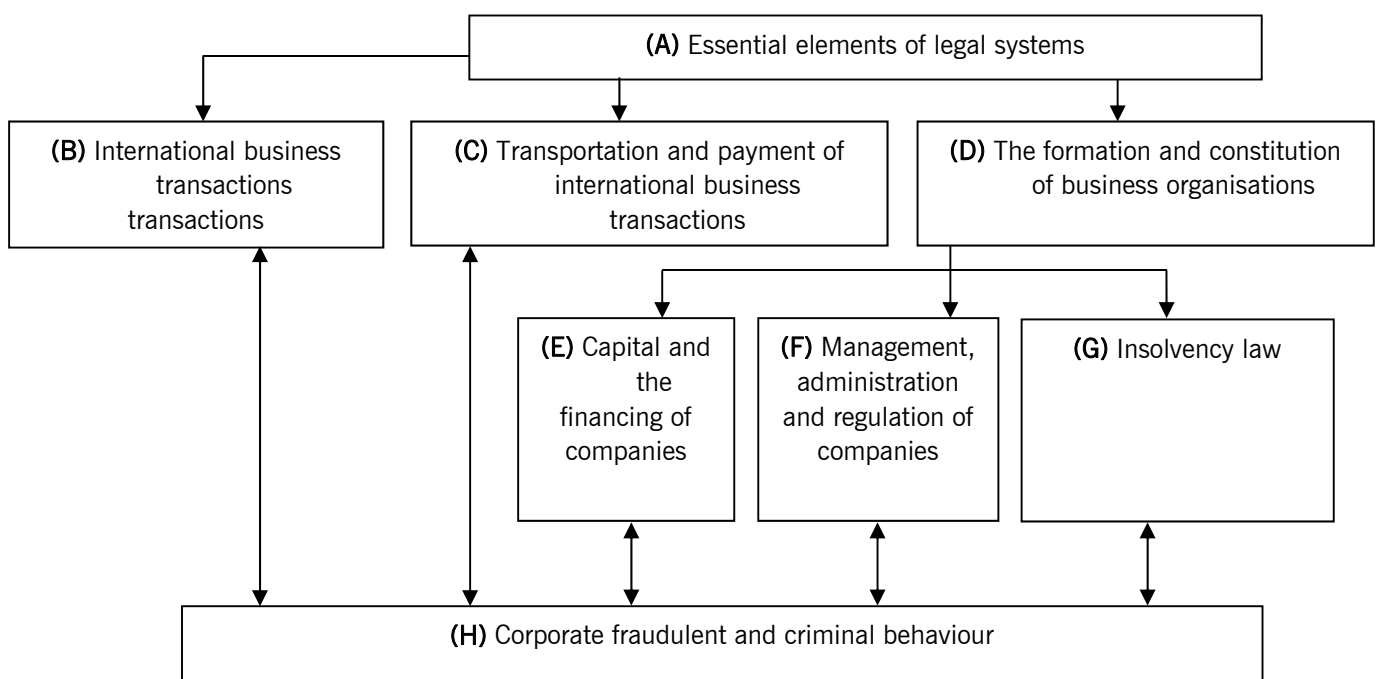 (A) Essential elements of legal systems
(B) International business
transactions
transactions
(C) Transportation and payment of
international business
transactions
(D) The formation and constitution
of business organisations
(E) Capital and
the
financing of
companies
(F) Management,
administration
and regulation of
companies
(G) Insolvency law
(H) Corporate fraudulent and criminal behaviour